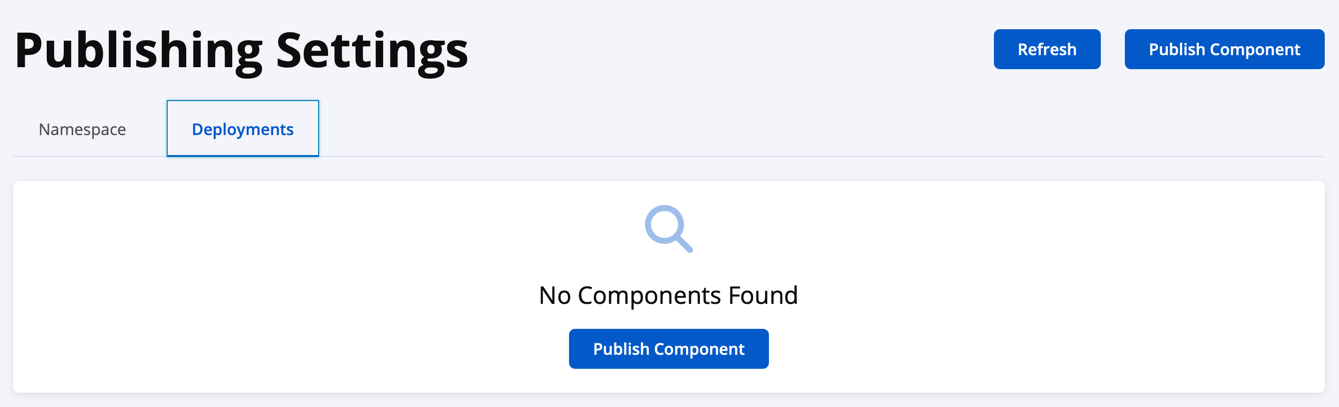 Publishing Settings
Refresh
Publish Component
Namespace
Deployments
No Components Found
Publish Component